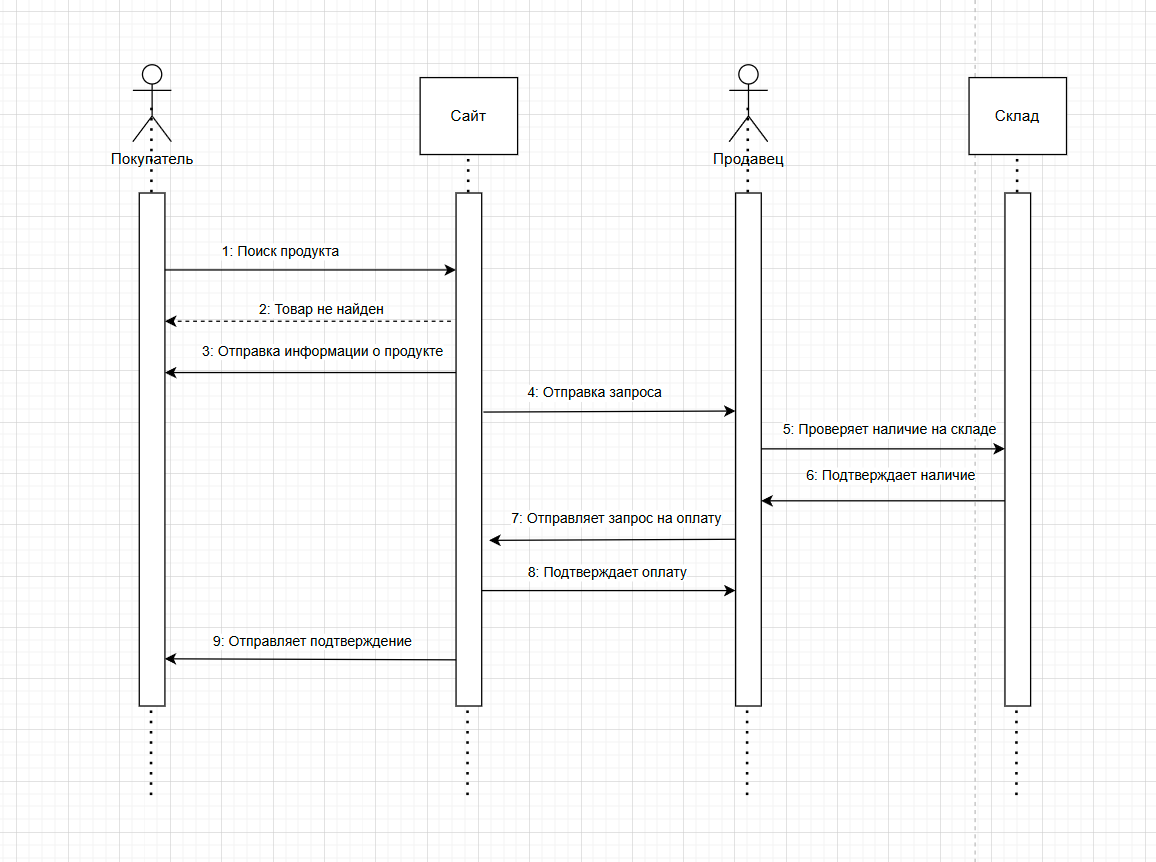 Покупатель
Сайт
Продавец
Склад
1: Поиск продукта
2: Товар не найден
3: Отправка информации о продукте
4: Отправка запроса
5: Проверяет наличие на складе
6: Подтверждает наличие
7: Отправляет запрос на оплату
8: Подтверждает оплату
9: Отправляет подтверждение